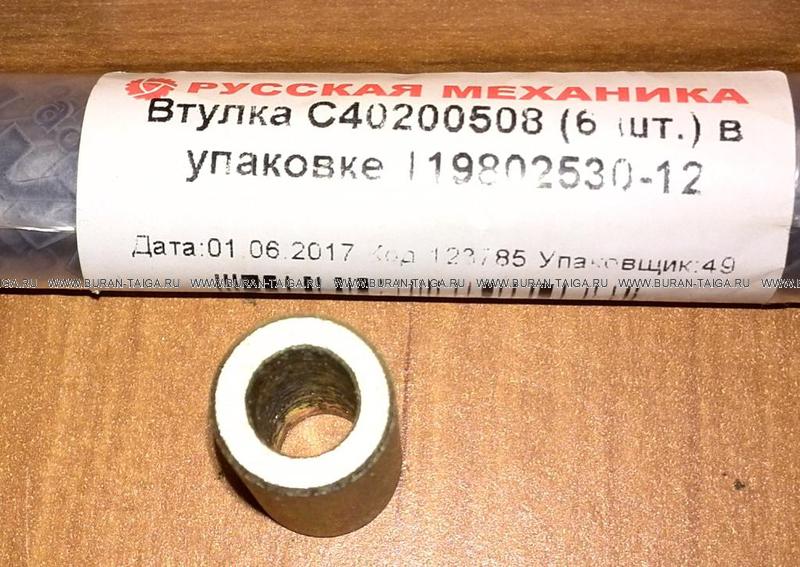 РУССКАЯ МЕХАНИКА
Втулка С40200508 (6 шт.) в
упаковке 119802530-12
Дата:01.06.2017 Код 123785 Упаковщик:49
TAIGA.RU WWW.BURAN-TAIGA.RU WWW.BURAN-TAIGA.RU WWW.BURAN-TAIGA.RU WWW.BURAN-TAIGA.RU WWW.BURAN-TA